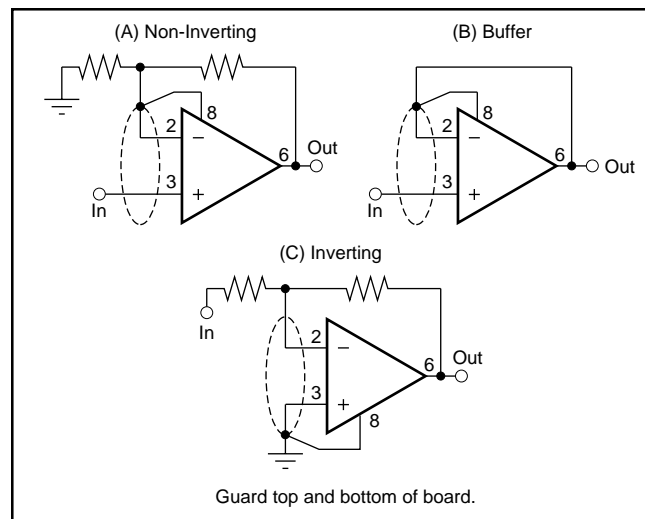 (A) Non-Inverting
8
2
−
6
Out
3
+
In
(B) Buffer
8
2
−
6
Out
3
+
In
(C) Inverting
In
2
−
6
Out
3
+
8
Guard top and bottom of board.